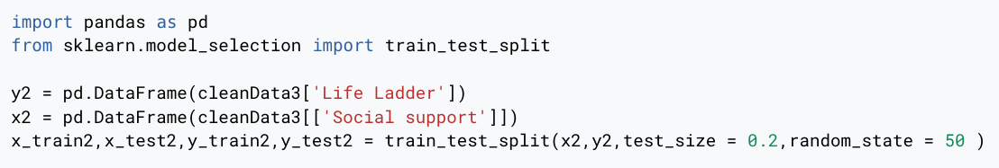 import pandas as pd
from sklearn.model_selection import train_test_split

y2 = pd.DataFrame(cleanData3['Life Ladder'])
x2 = pd.DataFrame(cleanData3[['Social support']])
x_train2,x_test2,y_train2,y_test2 = train_test_split(x2,y2,test_size = 0.2,random_state = 50 )